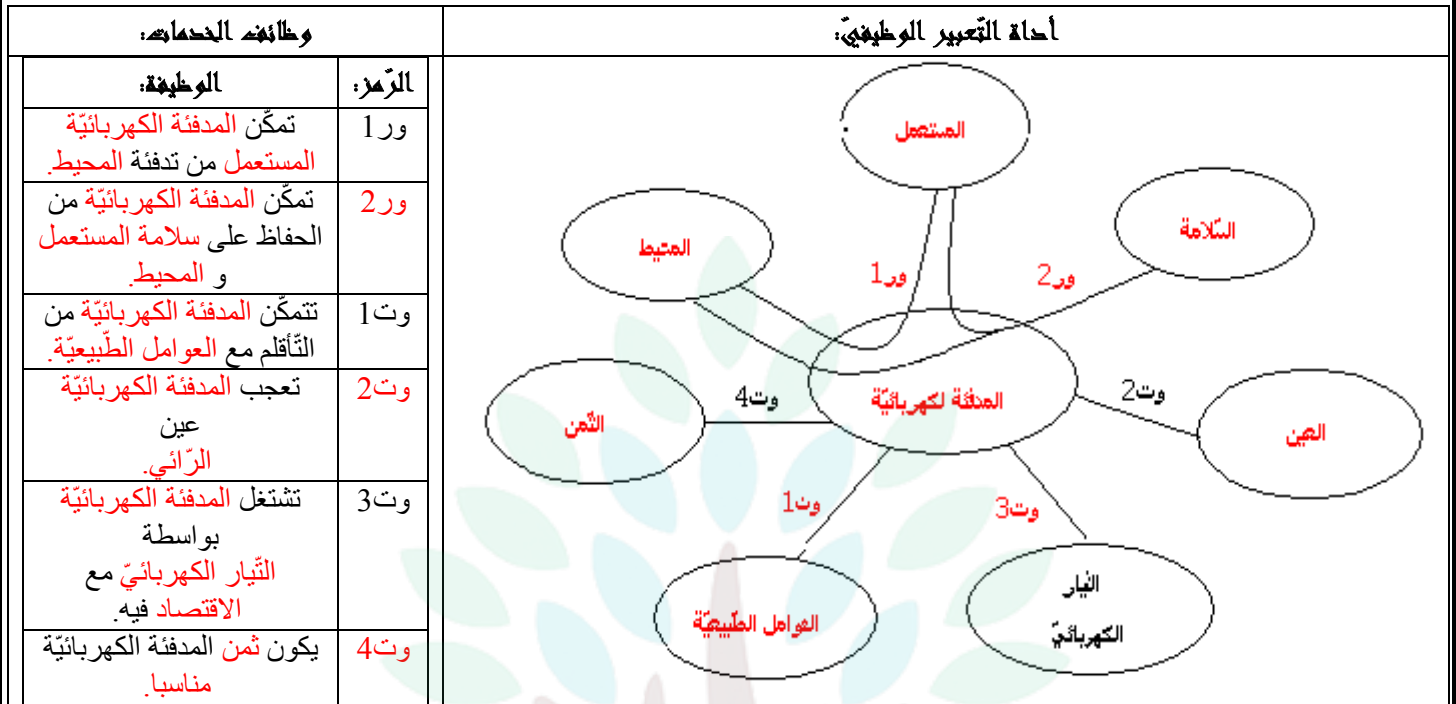 أداة التّعبير الوظيفيّ:
المستعمل
السّلامة
المتيط
ور1
ور2
المدفئة لكهربائيّة
وت2
وت4
العين
الثّمن
وت1
وت3
العوامل الطّبيعيّة
التيار
الكهربائيّ
وظائف الخدمات:
الرّمز:
الوظيفة:
ور1
تمكّن المدفئة الكهربائيّة
المستعمل من تدفئة المحيط.
ور2
تمكّن المدفئة الكهربائيّة من
الحفاظ على سلامة المستعمل
و المحيط.
وت1
تتمكّن المدفئة الكهربائيّة من
التّأقلم مع العوامل الطّبيعيّة.
وت2
تعجب المدفئة الكهربائيّة
عين
الرّائي.
وت3
تشتغل المدفئة الكهربائيّة
بواسطة
التّيار الكهربائيّ مع
الاقتصاد فيه.
وت4
يكون ثمن المدفئة الكهربائيّة
مناسبا.